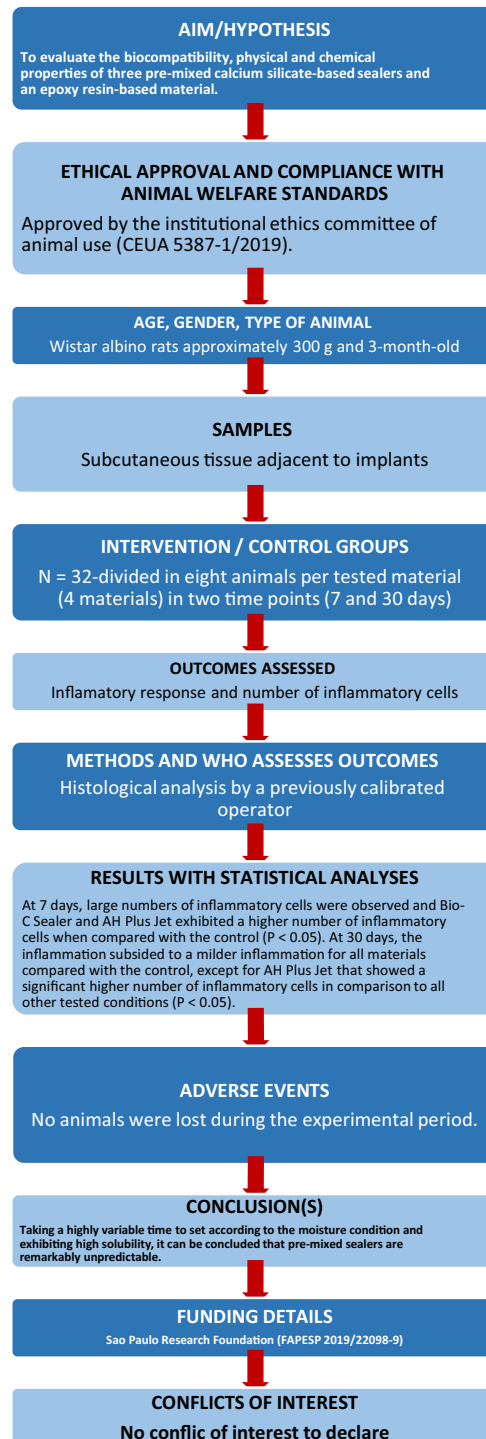 AIM/HYPOTHESIS
To evaluate the biocompatibility, physical and chemical
properties of three pre-mixed calcium silicate-based sealers and
an epoxy resin-based material.
ETHICAL APPROVAL AND COMPLIANCE WITH
ANIMAL WELFARE STANDARDS
Approved by the institutional ethics committee of
animal use (CEUA 5387-1/2019).
AGE, GENDER, TYPE OF ANIMAL
Wistar albino rats approximately 300 g and 3-month-old
SAMPLES
Subcutaneous tissue adjacent to implants
INTERVENTION / CONTROL GROUPS
N = 32-divided in eight animals per tested material
(4 materials) in two time points (7 and 30 days)
OUTCOMES ASSESSED
Inflamatory response and number of inflammatory cells
METHODS AND WHO ASSESSES OUTCOMES
Histological analysis by a previously calibrated
operator
RESULTS WITH STATISTICAL ANALYSES
At 7 days, large numbers of inflammatory cells were observed and Bio-
C Sealer and AH Plus Jet exhibited a higher number of inflammatory
cells when compared with the control (P < 0.05). At 30 days, the
inflammation subsided to a milder inflammation for all materials
compared with the control, except for AH Plus Jet that showed a
significant higher number of inflammatory cells in comparison to all
other tested conditions (P < 0.05).
ADVERSE EVENTS
No animals were lost during the experimental period.
CONCLUSION(S)
Taking a highly variable time to set according to the moisture condition and
exhibiting high solubility, it can be concluded that pre-mixed sealers are
remarkably unpredictable.
FUNDING DETAILS
Sao Paulo Research Foundation (FAPESP 2019/22098-9)
CONFLICTS OF INTEREST
No conflic of interest to declare